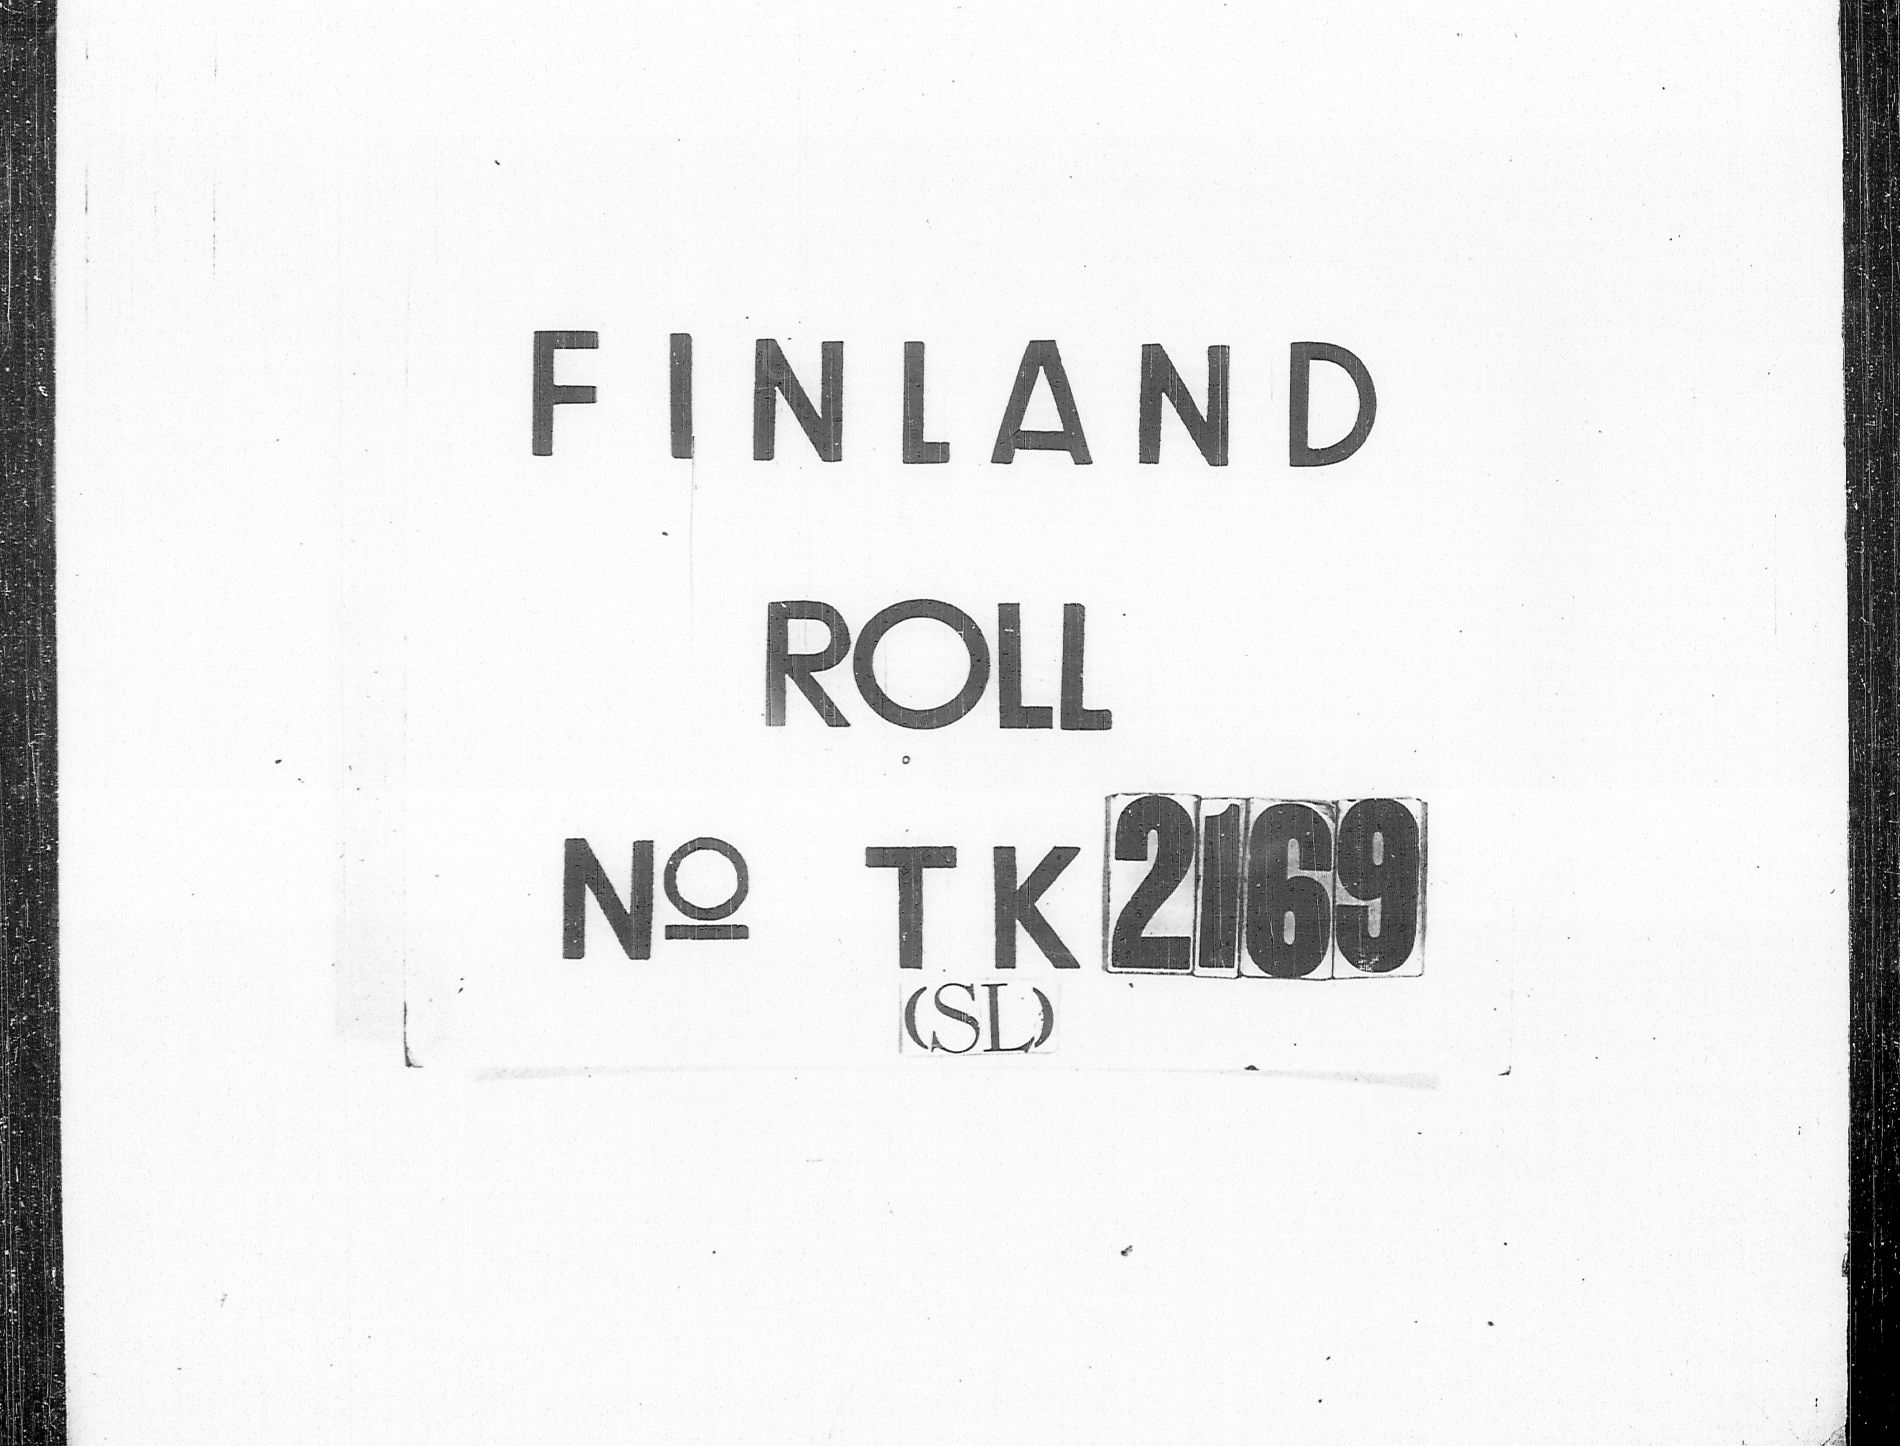 FINLAND
ROLL
Nº TK 2169
(SL)